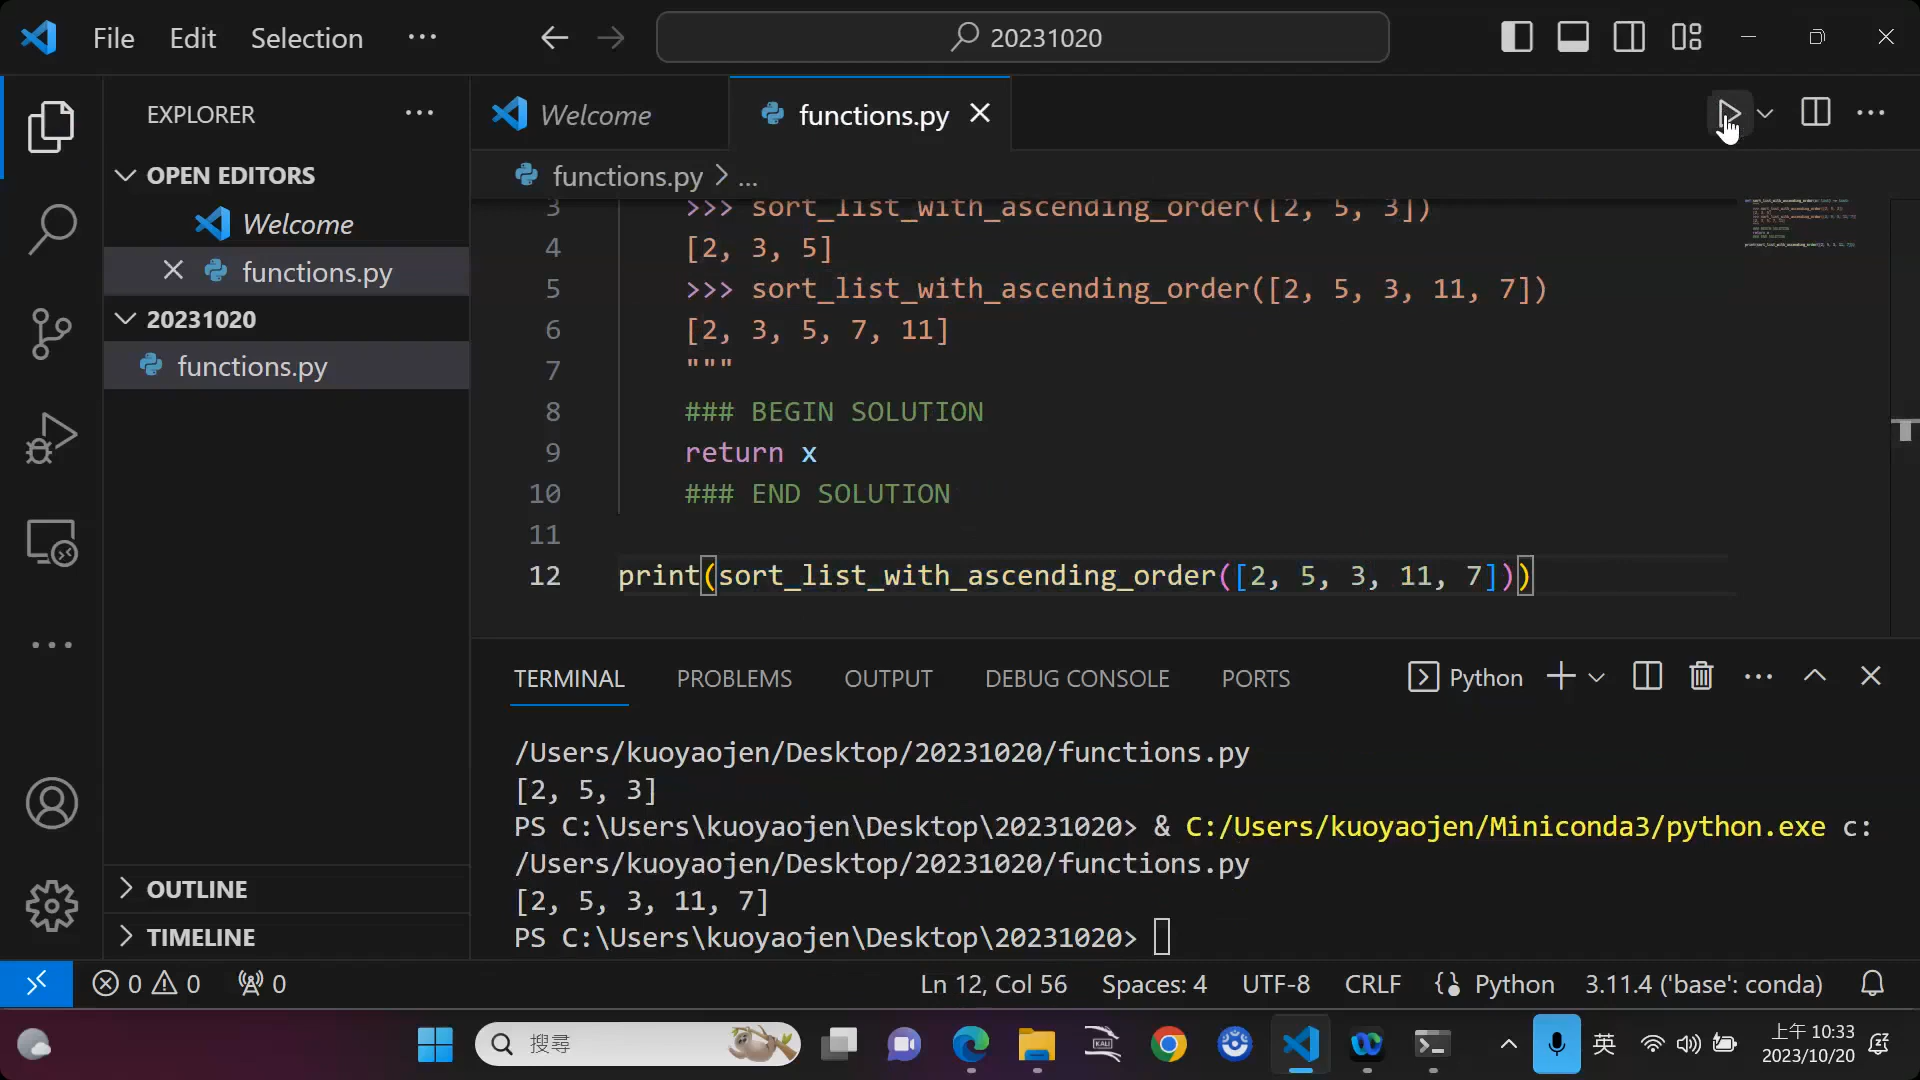 File Edit Selection ···
20231020
EXPLORER ···
OPEN EDITORS
Welcome
functions.py
20231020
functions.py
OUTLINE
TIMELINE
Welcome
functions.py
functions.py > ...
3 >>> sort_list_with_ascending_order([2, 5, 3])
4 [2, 3, 5]
5 >>> sort_list_with_ascending_order([2, 5, 3, 11, 7])
6 [2, 3, 5, 7, 11]
7 """
8 ### BEGIN SOLUTION
9 return x
10 ### END SOLUTION
11
12 print(sort_list_with_ascending_order([2, 5, 3, 11, 7]))
TERMINAL PROBLEMS OUTPUT DEBUG CONSOLE PORTS Python
/Users/kuoyaojen/Desktop/20231020/functions.py
[2, 5, 3]
PS C:\Users\kuoyaojen\Desktop\20231020> & C:/Users/kuoyaojen/Miniconda3/python.exe c:
/Users/kuoyaojen/Desktop/20231020/functions.py
[2, 5, 3, 11, 7]
PS C:\Users\kuoyaojen\Desktop\20231020>
0 0 0 Ln 12, Col 56 Spaces: 4 UTF-8 CRLF Python 3.11.4 ('base': conda)
搜尋
KALI
英
上午 10:33
2023/10/20